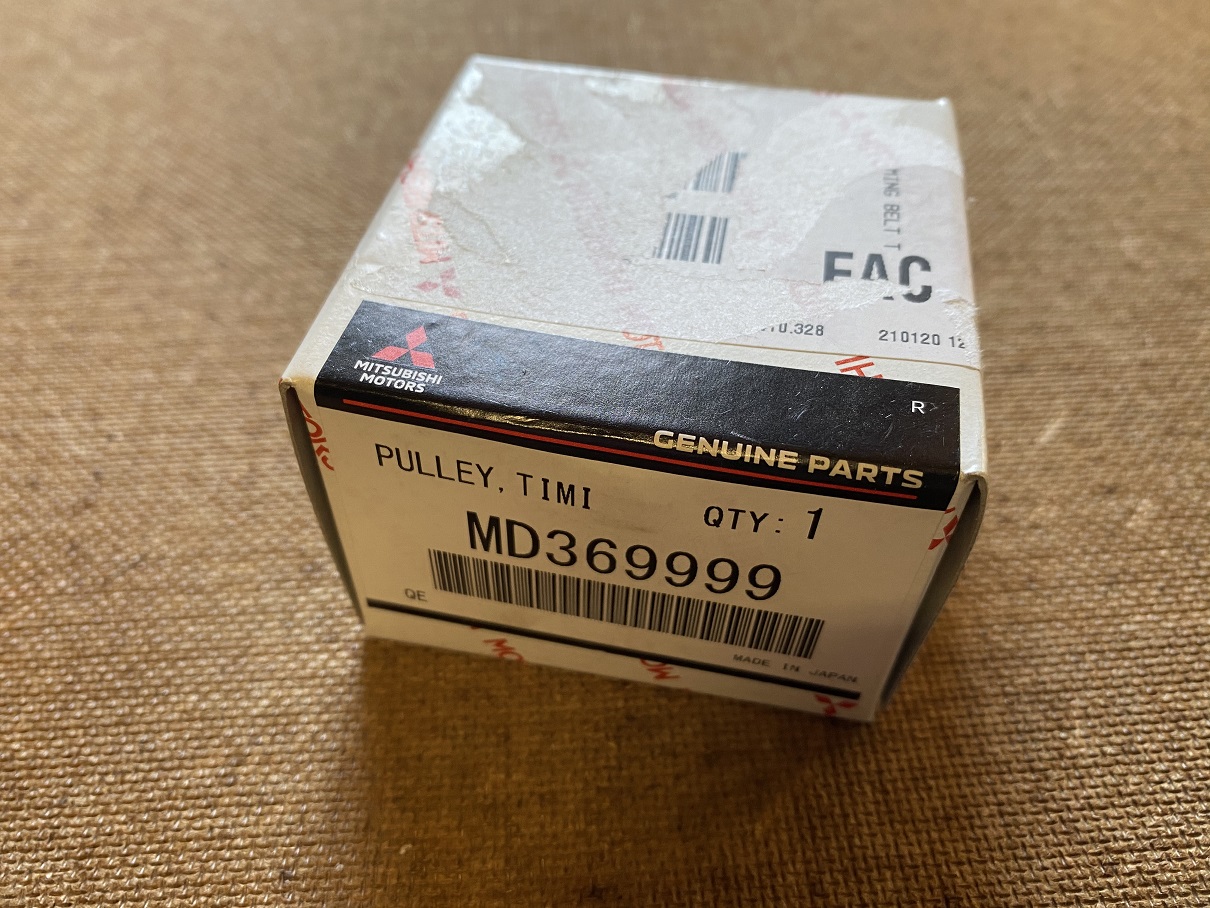 MING BELT T
EAC
10.328
210120 12
MITSUBISHI
MOTORS
R
GENUINE PARTS
PULLEY, TIMI
QTY: 1
MD369999
QE
MADE IN JAPAN